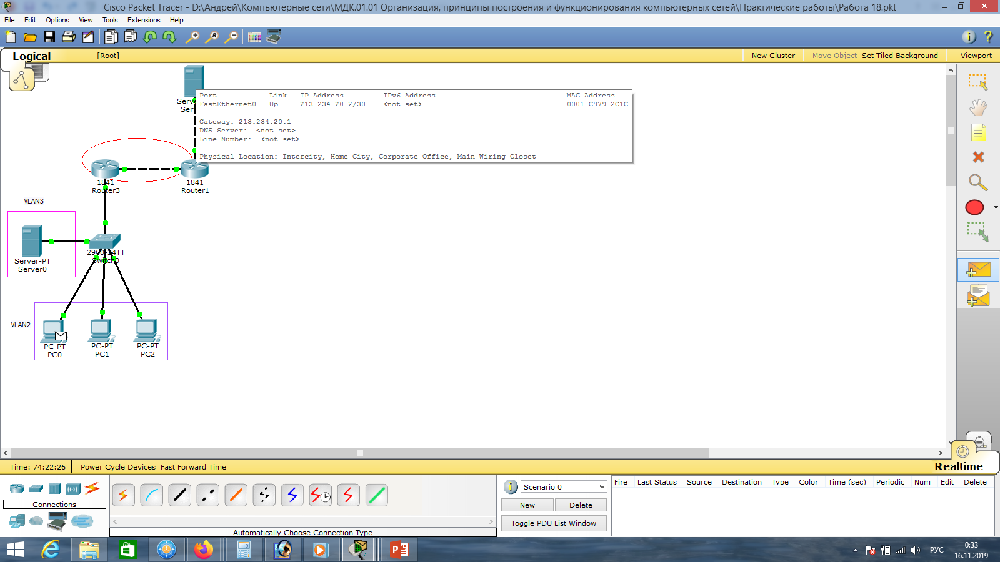 Cisco Packet Tracer - D:\Андрей\Компьютерные сети\МДК.01.01 Организация, принципы построения и функционирования компьютерных сетей\Практические работы\Работа 18.pkt
File Edit Options View Tools Extensions Help
Logical [Root] New Cluster Move Object Set Tiled Background Viewport
Port Link IP Address IPv6 Address MAC Address
FastEthernet0 Up 213.234.20.2/30 <not set> 0001.C979.2C1C
Gateway: 213.234.20.1
DNS Server: <not set>
Line Number: <not set>
Physical Location: Intercity, Home City, Corporate Office, Main Wiring Closet
1841
Router3
1841
Router1
VLAN3
Server-PT
Server0
2960-24TT
Switch0
VLAN2
PC-PT
PC0
PC-PT
PC1
PC-PT
PC2
Time: 74:22:26 Power Cycle Devices Fast Forward Time
Realtime
Connections
Automatically Choose Connection Type
Scenario 0
New Delete
Toggle PDU List Window
Fire Last Status Source Destination Type Color Time (sec) Periodic Num Edit Delete
РУС
0:33
16.11.2019